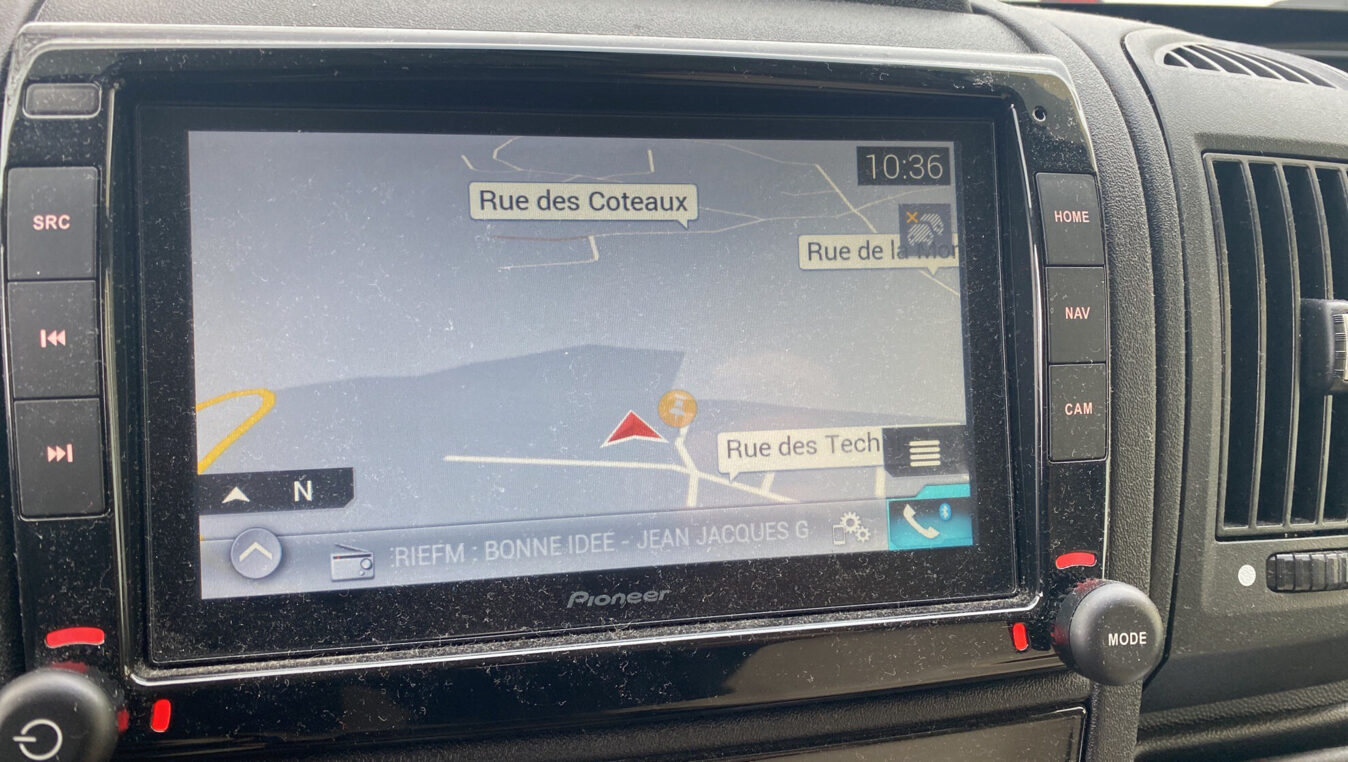 10:36
Rue des Coteaux
SRC
HOME
Rue de la Mon
NAV
CAM
Rue des Tech
N
RIEFM : BONNE IDEE - JEAN JACQUES G
Pioneer
MODE